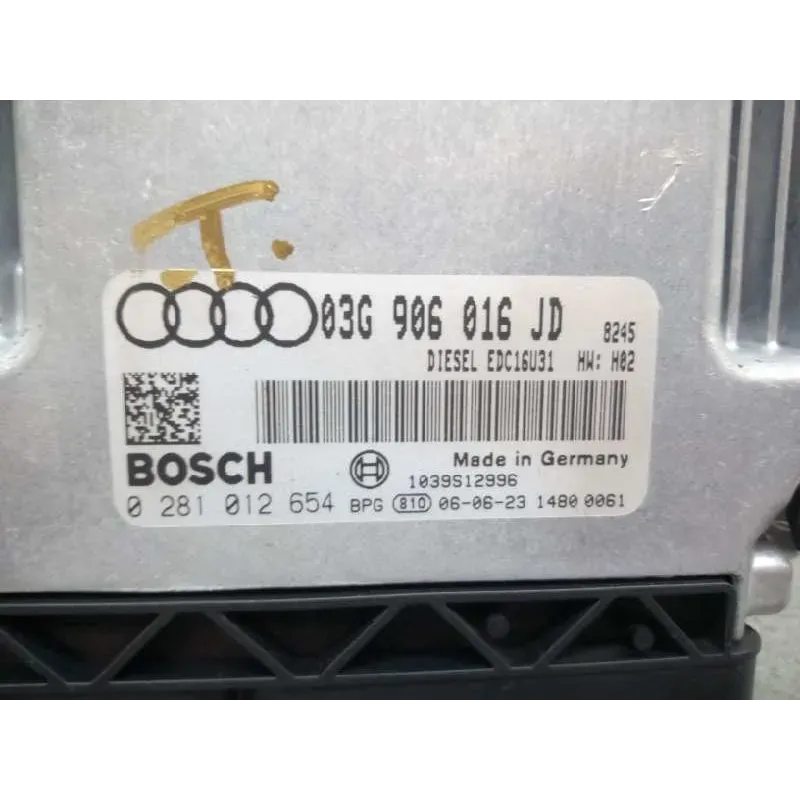 T.
03G 906 016 JD 8245
DIESEL EDC16U31 HW: H02
BOSCH
Made in Germany
1039S12996
0 281 012 654 BPG 810 06-06-23 1480 0061